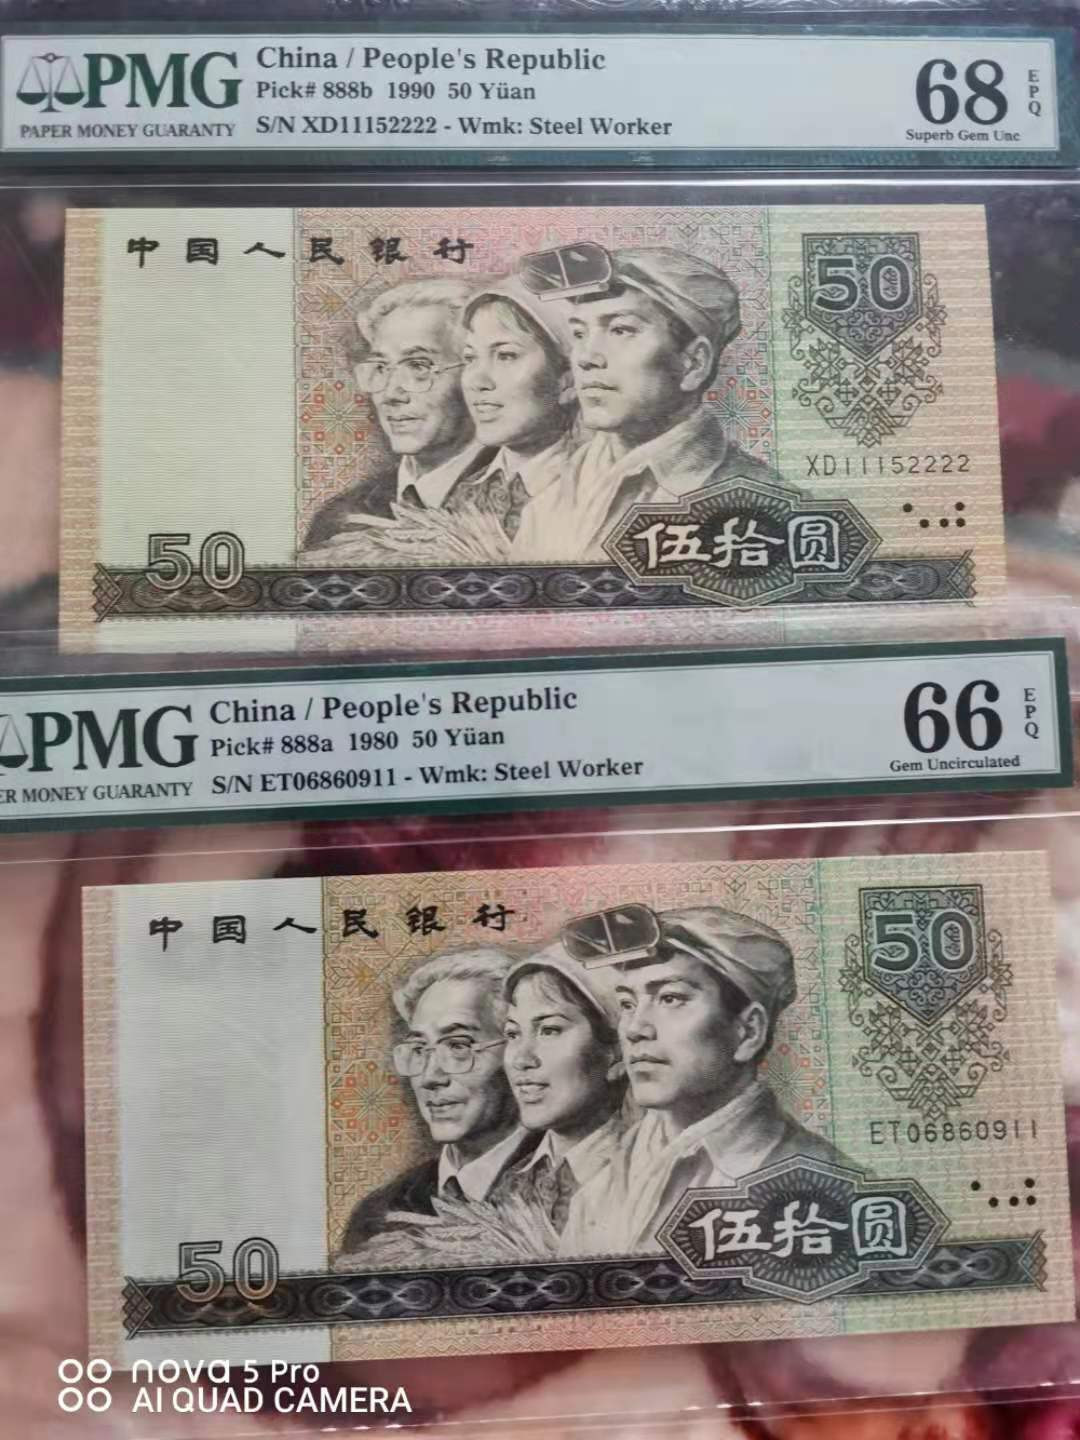 PMG
PAPER MONEY GUARANTY
China / People's Republic
Pick# 888b 1990 50 Yüan
S/N XD11152222 - Wmk: Steel Worker
68
EPQ
Superb Gem Unc
中国人民银行
50
XD11152222
50
伍拾圆
PMG
ER MONEY GUARANTY
China / People's Republic
Pick# 888a 1980 50 Yüan
S/N ET06860911 - Wmk: Steel Worker
66
EPQ
Gem Uncirculated
中国人民银行
50
ET06860911
50
伍拾圆
nova 5 Pro
AI QUAD CAMERA